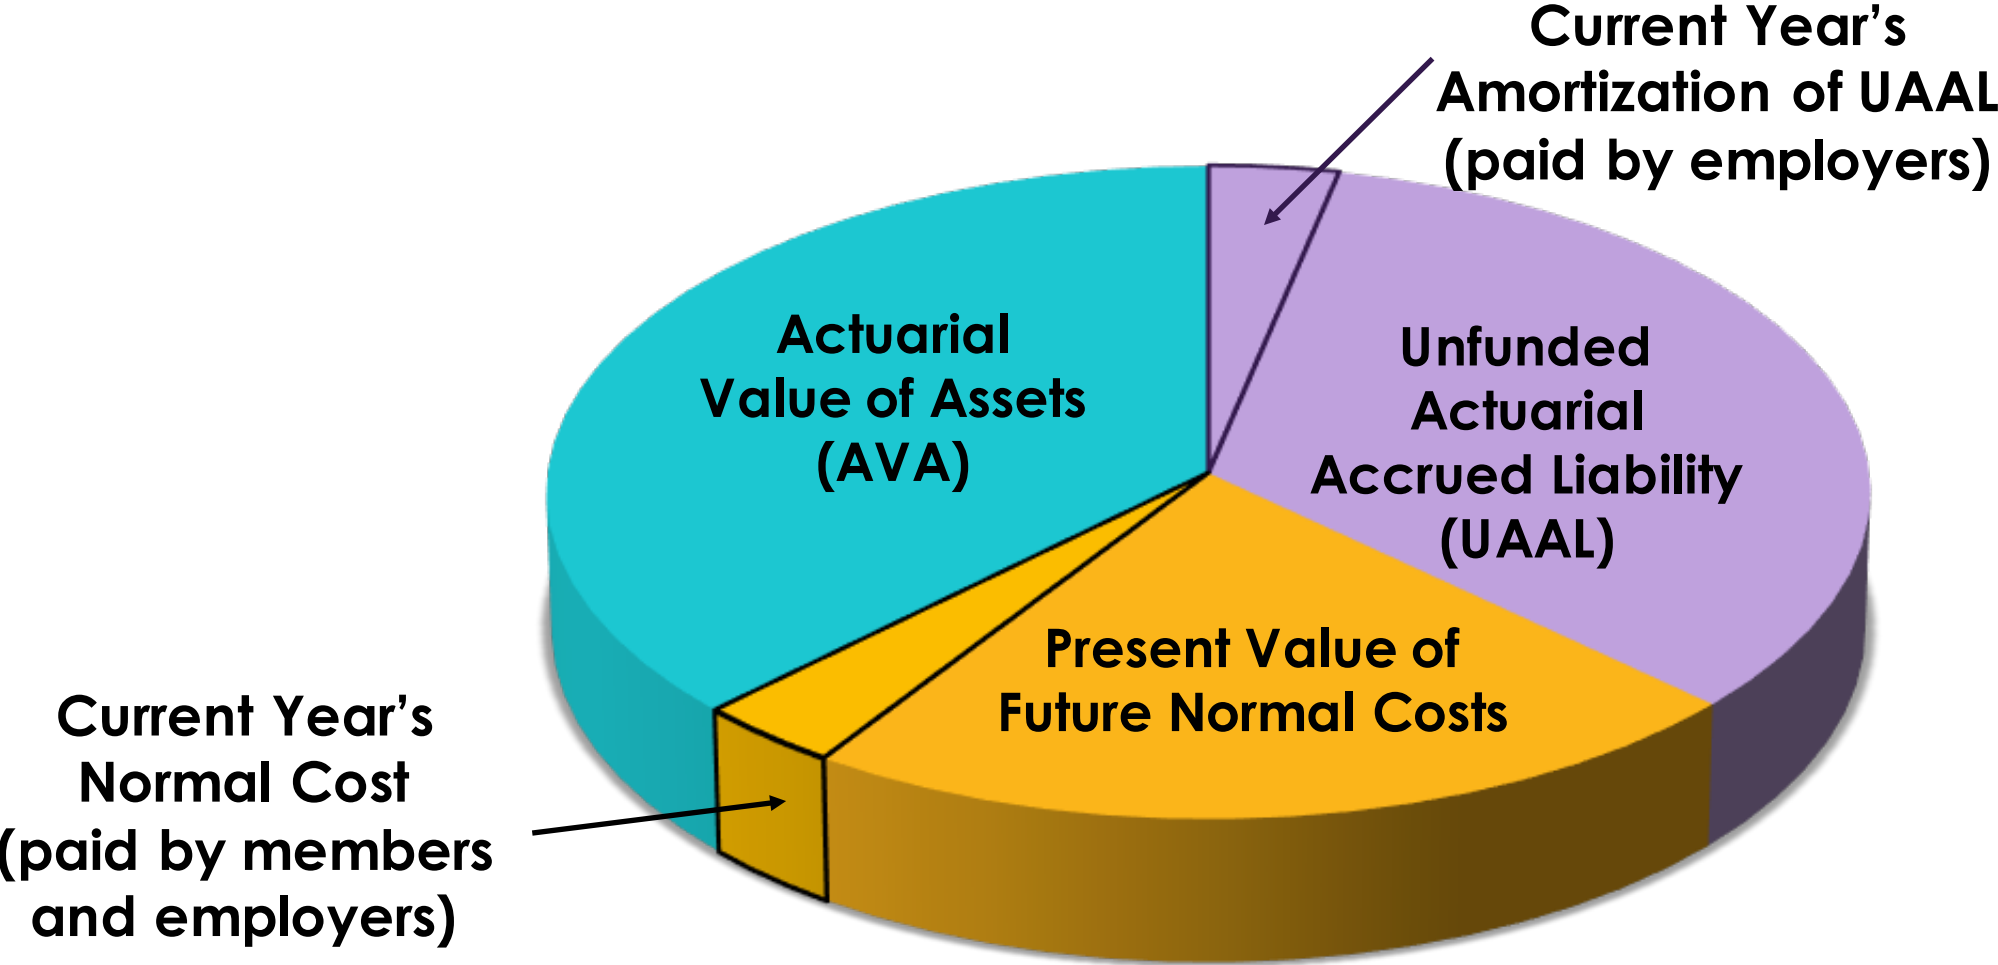 Current Year's
Amortization of UAAL
(paid by employers)
Actuarial
Value of Assets
(AVA)
Unfunded
Actuarial
Accrued Liability
(UAAL)
Present Value of
Future Normal Costs
Current Year's
Normal Cost
(paid by members
and employers)